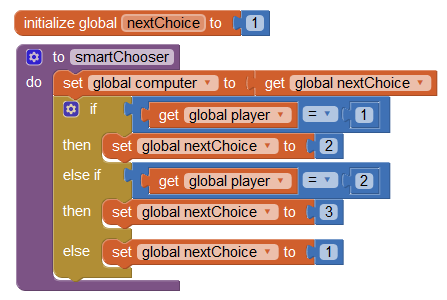 initialize global nextChoice to 1
to smartChooser
do set global computer to get global nextChoice
if get global player = 1
then set global nextChoice to 2
else if get global player = 2
then set global nextChoice to 3
else set global nextChoice to 1